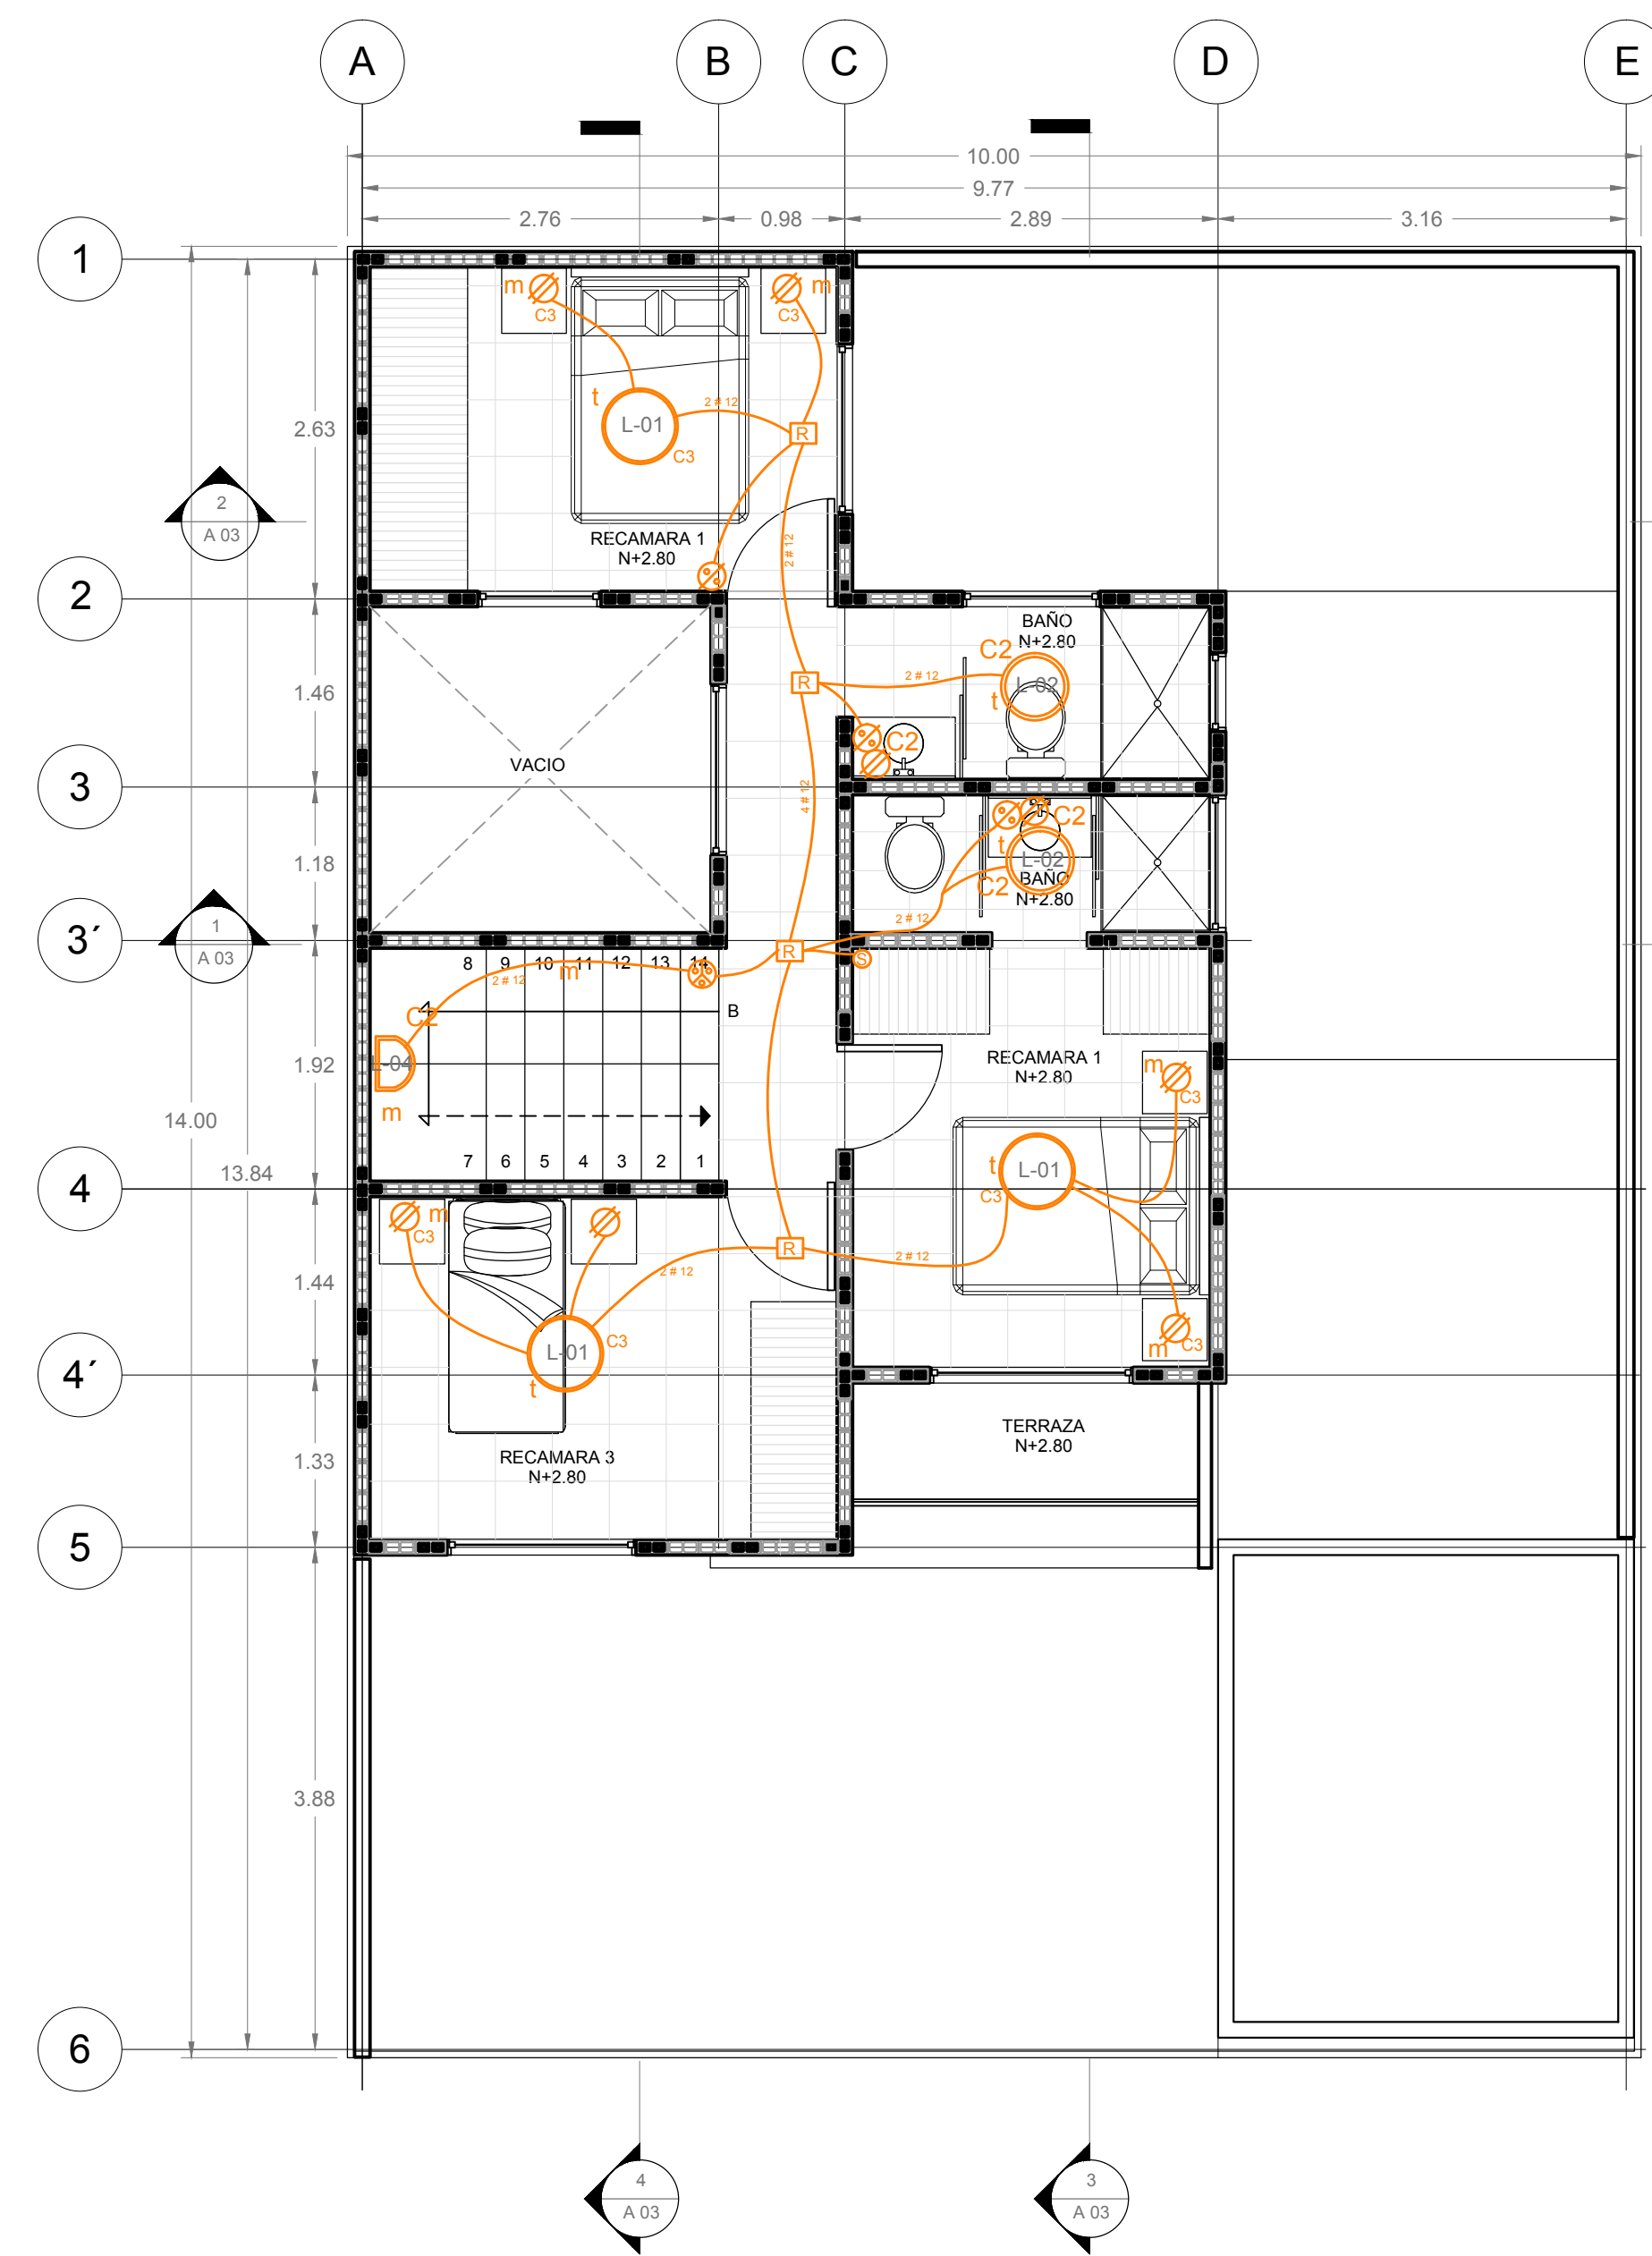 A B C D E
10.00
9.77
2.76 0.98 2.89 3.16
1
m C3
C3 m
t L-01 C3
2 # 12
R
2.63
2
A 03
RECAMARA 1
N+2.80
2 # 12
2
BAÑO
N+2.80
C2
L-02
t
2 # 12
R
1.46
C2
VACIO
3
4 # 12
C2
t
L-02
C2
BAÑO
N+2.80
1.18
2 # 12
3´
1
A 03
R
S
8 9 10 11 12 13 14
2 # 12
m
B
C2
L-04
m
1.92
RECAMARA 1
N+2.80
m
C3
14.00
13.84
7 6 5 4 3 2 1
4
t
L-01
C3
m
C3
R
2 # 12
2 # 12
1.44
L-01
C3
t
m
C3
4´
TERRAZA
N+2.80
RECAMARA 3
N+2.80
1.33
5
3.88
6
4
A 03
3
A 03